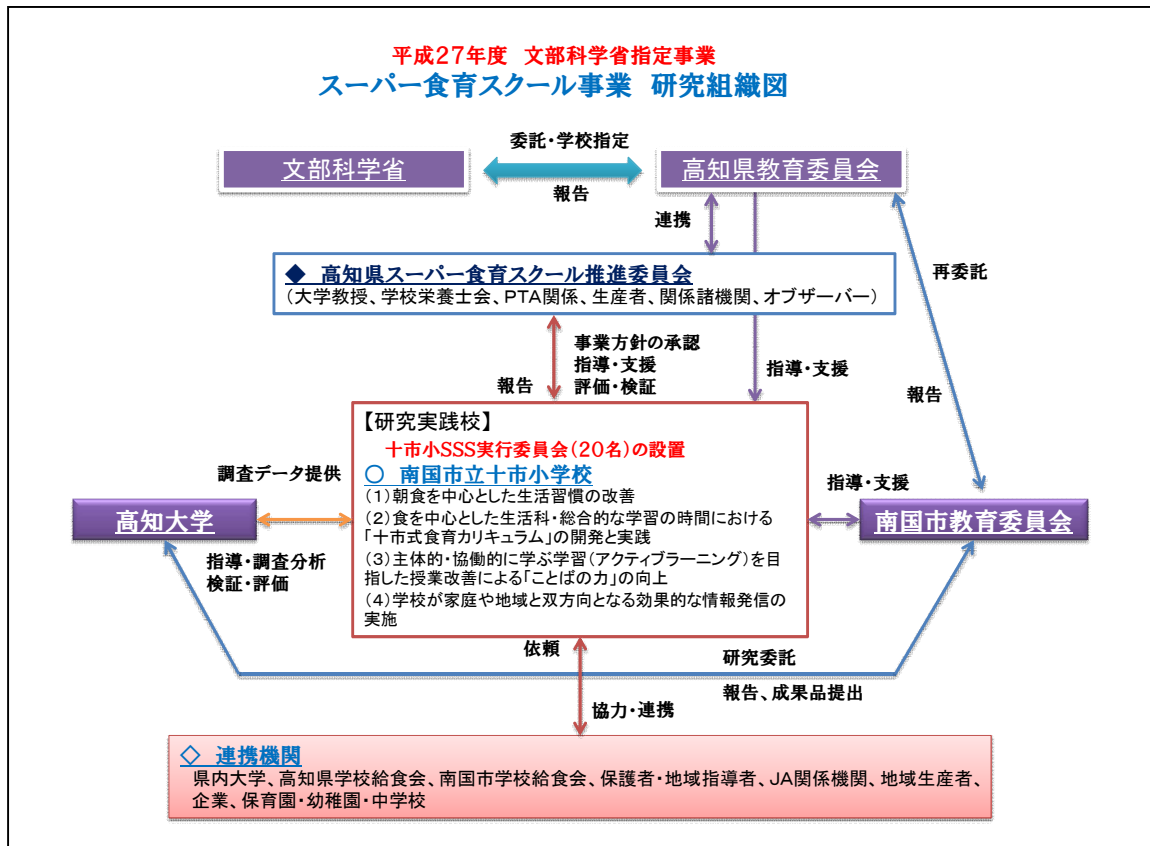 平成27年度 文部科学省指定事業
スーパー食育スクール事業 研究組織図
委託・学校指定
文部科学省
高知県教育委員会
報告
連携
◆ 高知県スーパー食育スクール推進委員会
(大学教授、学校栄養士会、PTA関係、生産者、関係諸機関、オブザーバー)
再委託
事業方針の承認
指導・支援
評価・検証
報告
指導・支援
報告
【研究実践校】
十市小SSS実行委員会(20名)の設置
○ 南国市立十市小学校
(1)朝食を中心とした生活習慣の改善
(2)食を中心とした生活科・総合的な学習の時間における
「十市式食育カリキュラム」の開発と実践
(3)主体的・協働的に学ぶ学習(アクティブラーニング)を目
指した授業改善による「ことばの力」の向上
(4)学校が家庭や地域と双方向となる効果的な情報発信の
実施
調査データ提供
高知大学
指導・調査分析
検証・評価
指導・支援
南国市教育委員会
依頼
研究委託
報告、成果品提出
協力・連携
◇ 連携機関
県内大学、高知県学校給食会、南国市学校給食会、保護者・地域指導者、JA関係機関、地域生産者、
企業、保育園・幼稚園・中学校